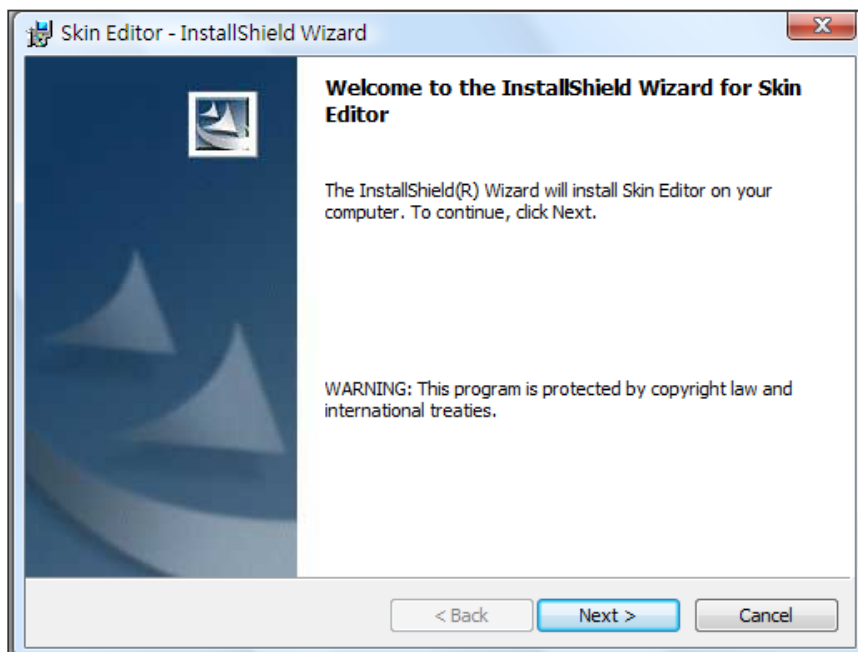 Skin Editor - InstallShield Wizard
X
Welcome to the InstallShield Wizard for Skin
Editor
The InstallShield(R) Wizard will install Skin Editor on your
computer. To continue, click Next.
WARNING: This program is protected by copyright law and
international treaties.
< Back
Next >
Cancel